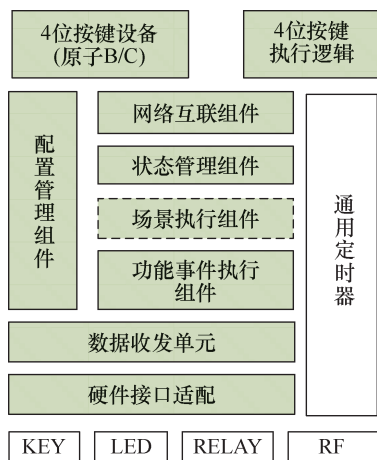 4位按键设备
(原子B/C)
4位按键
执行逻辑
配置管理组件
网络互联组件
状态管理组件
场景执行组件
功能事件执行
组件
通用定时器
数据收发单元
硬件接口适配
KEY
LED
RELAY
RF